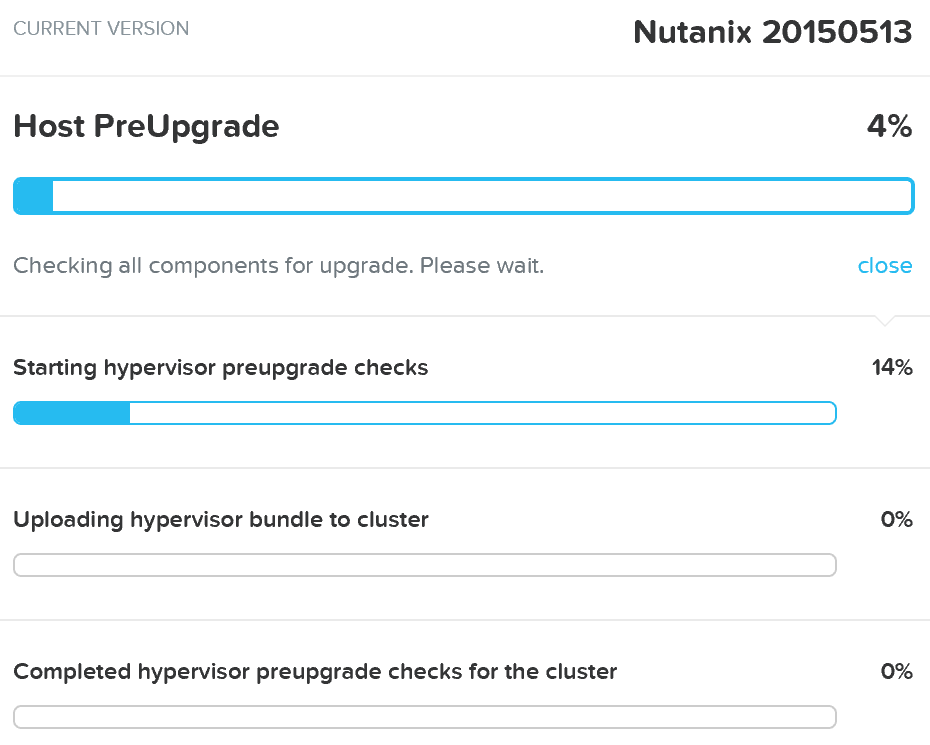 CURRENT VERSION
Nutanix 20150513
Host PreUpgrade
4%
Checking all components for upgrade. Please wait.
close
Starting hypervisor preupgrade checks
14%
Uploading hypervisor bundle to cluster
0%
Completed hypervisor preupgrade checks for the cluster
0%